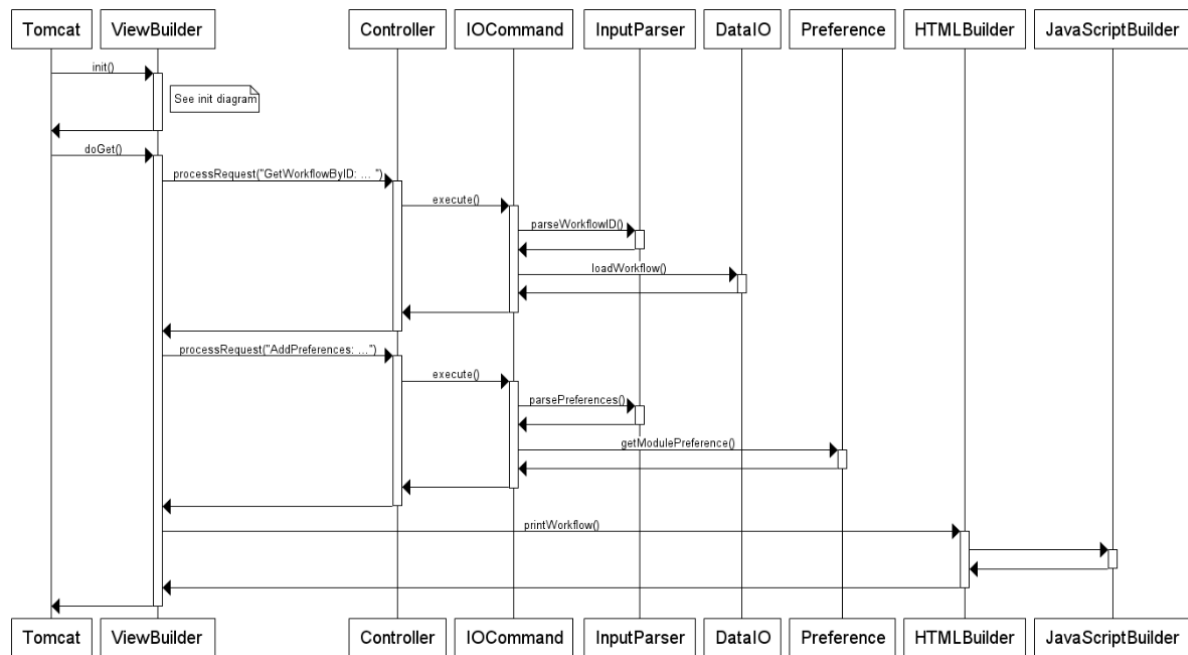 Tomcat ViewBuilder Controller IOCommand InputParser DataIO Preference HTMLBuilder JavaScriptBuilder
init()
See init diagram
doGet()
processRequest("GetWorkflowByID: ... ")
execute()
parseWorkflowID()
loadWorkflow()
processRequest("AddPreferences: ...")
execute()
parsePreferences()
getModulePreference()
printWorkflow()
Tomcat ViewBuilder Controller IOCommand InputParser DataIO Preference HTMLBuilder JavaScriptBuilder